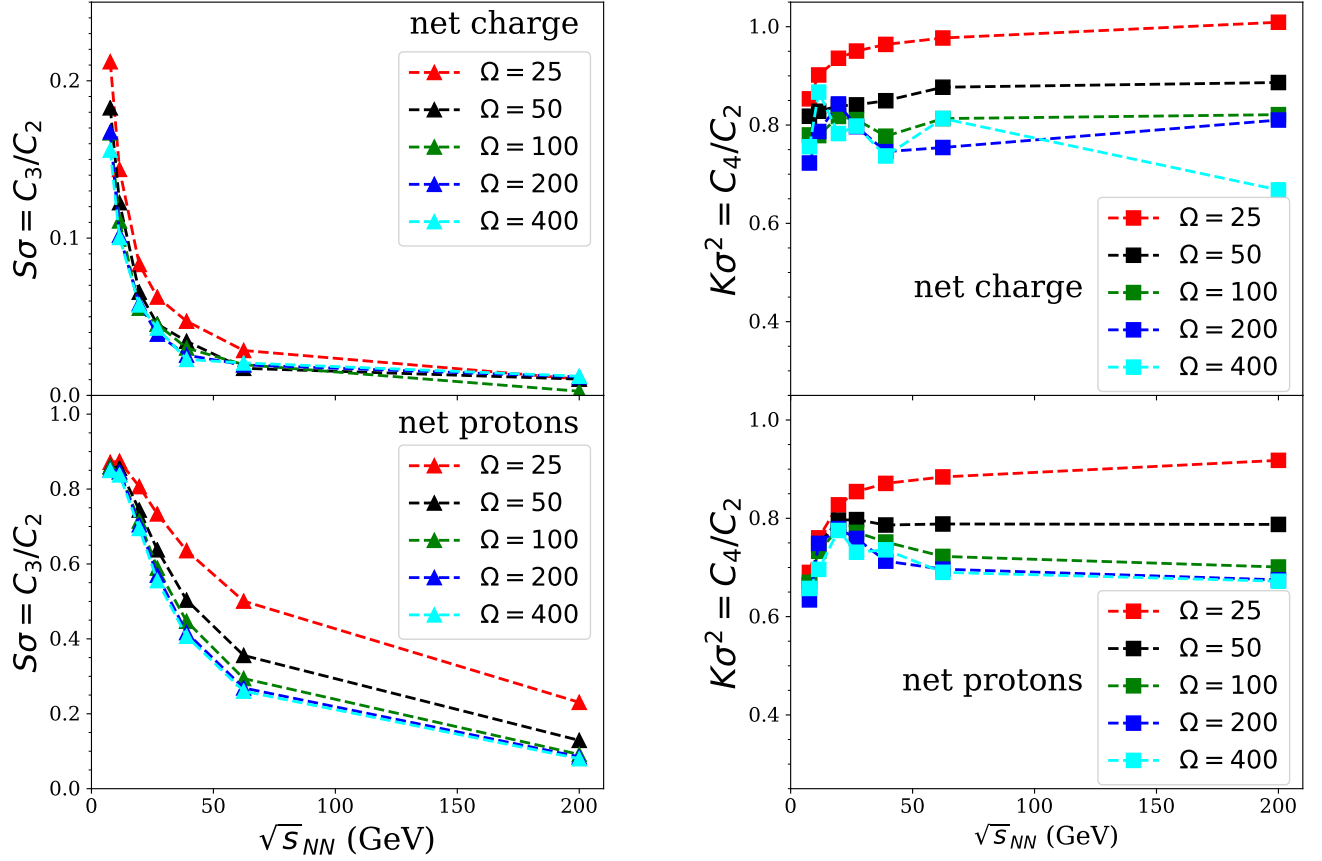 net charge
Sσ = C₃/C₂
0.2
0.1
0.0
Ω = 25
Ω = 50
Ω = 100
Ω = 200
Ω = 400
net protons
Sσ = C₃/C₂
1.0
0.8
0.6
0.4
0.2
0.0
Ω = 25
Ω = 50
Ω = 100
Ω = 200
Ω = 400
0 50 100 150 200
√s_NN (GeV)
Kσ² = C₄/C₂
1.0
0.8
0.6
0.4
net charge
Ω = 25
Ω = 50
Ω = 100
Ω = 200
Ω = 400
Kσ² = C₄/C₂
1.0
0.8
0.6
0.4
net protons
Ω = 25
Ω = 50
Ω = 100
Ω = 200
Ω = 400
0 50 100 150 200
√s_NN (GeV)